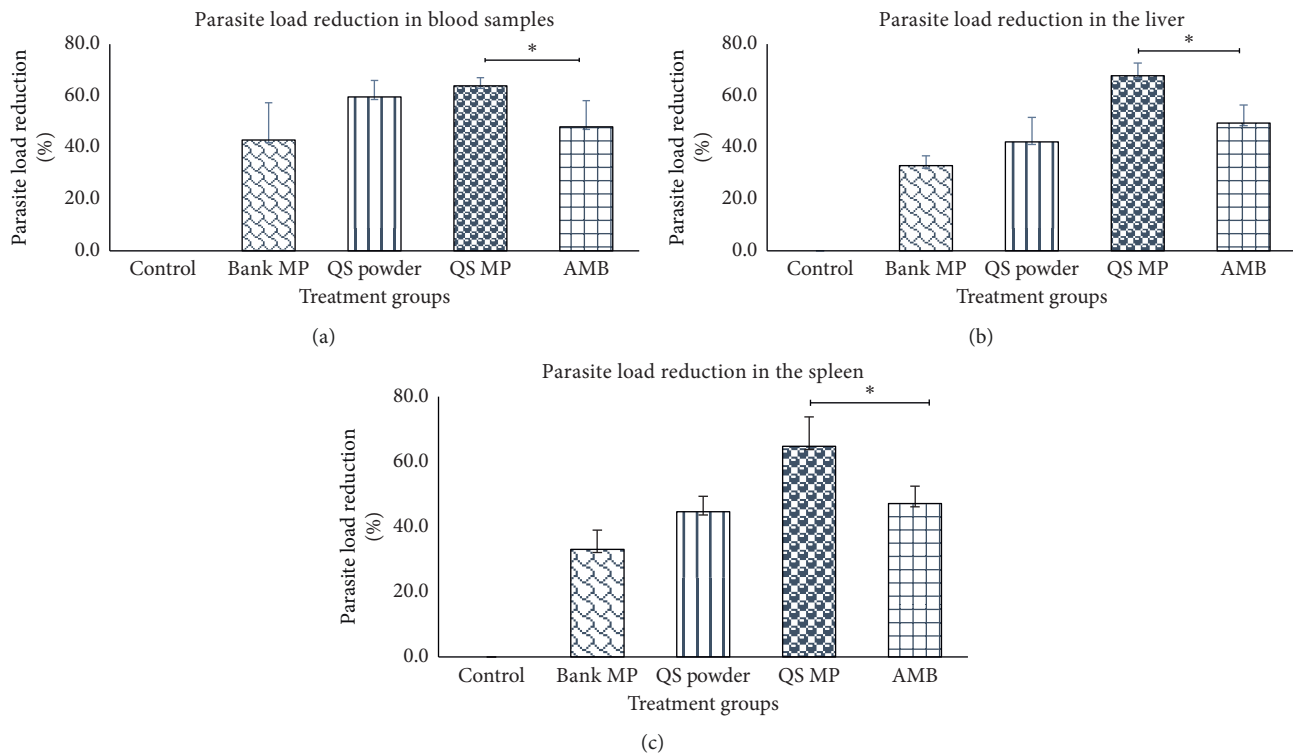 Parasite load reduction in blood samples
80.0
60.0
40.0
20.0
0.0
Parasite load reduction
(%)
*
Control Bank MP QS powder QS MP AMB
Treatment groups
(a)
Parasite load reduction in the liver
80.0
60.0
40.0
20.0
0.0
Parasite load reduction
(%)
*
Control Bank MP QS powder QS MP AMB
Treatment groups
(b)
Parasite load reduction in the spleen
80.0
60.0
40.0
20.0
0.0
Parasite load reduction
(%)
*
Control Bank MP QS powder QS MP AMB
Treatment groups
(c)